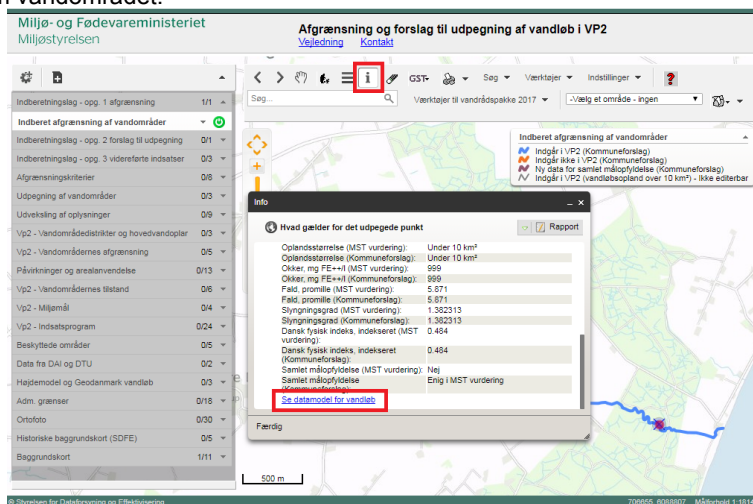 vandområdet.
Miljø- og Fødevareministeriet
Miljøstyrelsen
Afgrænsning og forslag til udpegning af vandløb i VP2
Vejledning Kontakt
GST Søg Værktøjer Indstillinger ?
Søg... Værktøjer til vandrådspakke 2017 -Vælg et område - ingen
Indberetningslag - opg. 1 afgrænsning 1/1
Indberet afgrænsning af vandområder
Indberetningslag - opg. 2 forslag til udpegning 0/1
Indberetningslag - opg. 3 videreførte indsatser 0/3
Afgrænsningskriterier 0/8
Udpegning af vandområder 0/3
Udveksling af oplysninger 0/9
Vp2 - Vandområdedistrikter og hovedvandoplar 0/3
Vp2 - Vandområdernes afgrænsning 0/5
Påvirkninger og arealanvendelse 0/13
Vp2 - Vandområdernes tilstand 0/6
Vp2 - Miljømål 0/4
Vp2 - Indsatsprogram 0/24
Beskyttede områder 0/5
Data fra DAI og DTU 0/2
Højdemodel og Geodanmark vandløb 0/3
Adm. grænser 0/18
Ortofoto 0/30
Historiske baggrundskort (SDFE) 0/5
Baggrundskort 1/11
Indberet afgrænsning af vandområder
Indgår i VP2 (Kommuneforslag)
Indgår ikke i VP2 (Kommuneforslag)
Ny data for samlet målopfyldelse (Kommuneforslag)
Indgår i VP2 (vandløbsopland over 10 km²) - ikke editerbar
Info
Hvad gælder for det udpegede punkt
Rapport
Oplandsstørrelse (MST vurdering): Under 10 km²
Oplandsstørrelse (Kommuneforslag): Under 10 km²
Okker, mg FE++/l (MST vurdering): 999
Okker, mg FE++/l (Kommuneforslag): 999
Fald, promille (MST vurdering): 5.871
Fald, promille (Kommuneforslag): 5.871
Slyngningsgrad (MST vurdering): 1.382313
Slyngningsgrad (Kommuneforslag): 1.382313
Dansk fysisk indeks, indekseret (MST 0.484
vurdering):
Dansk fysisk indeks, indekseret 0.484
(Kommuneforslag):
Samlet målopfyldelse (MST vurdering): Nej
Samlet målopfyldelse Enig i MST vurdering
(Kommuneforslag):
Se datamodel for vandløb
Færdig
500 m
© Styrelsen for Dataforsyning og Effektivisering
706655, 6088807 Målforhold 1:1814